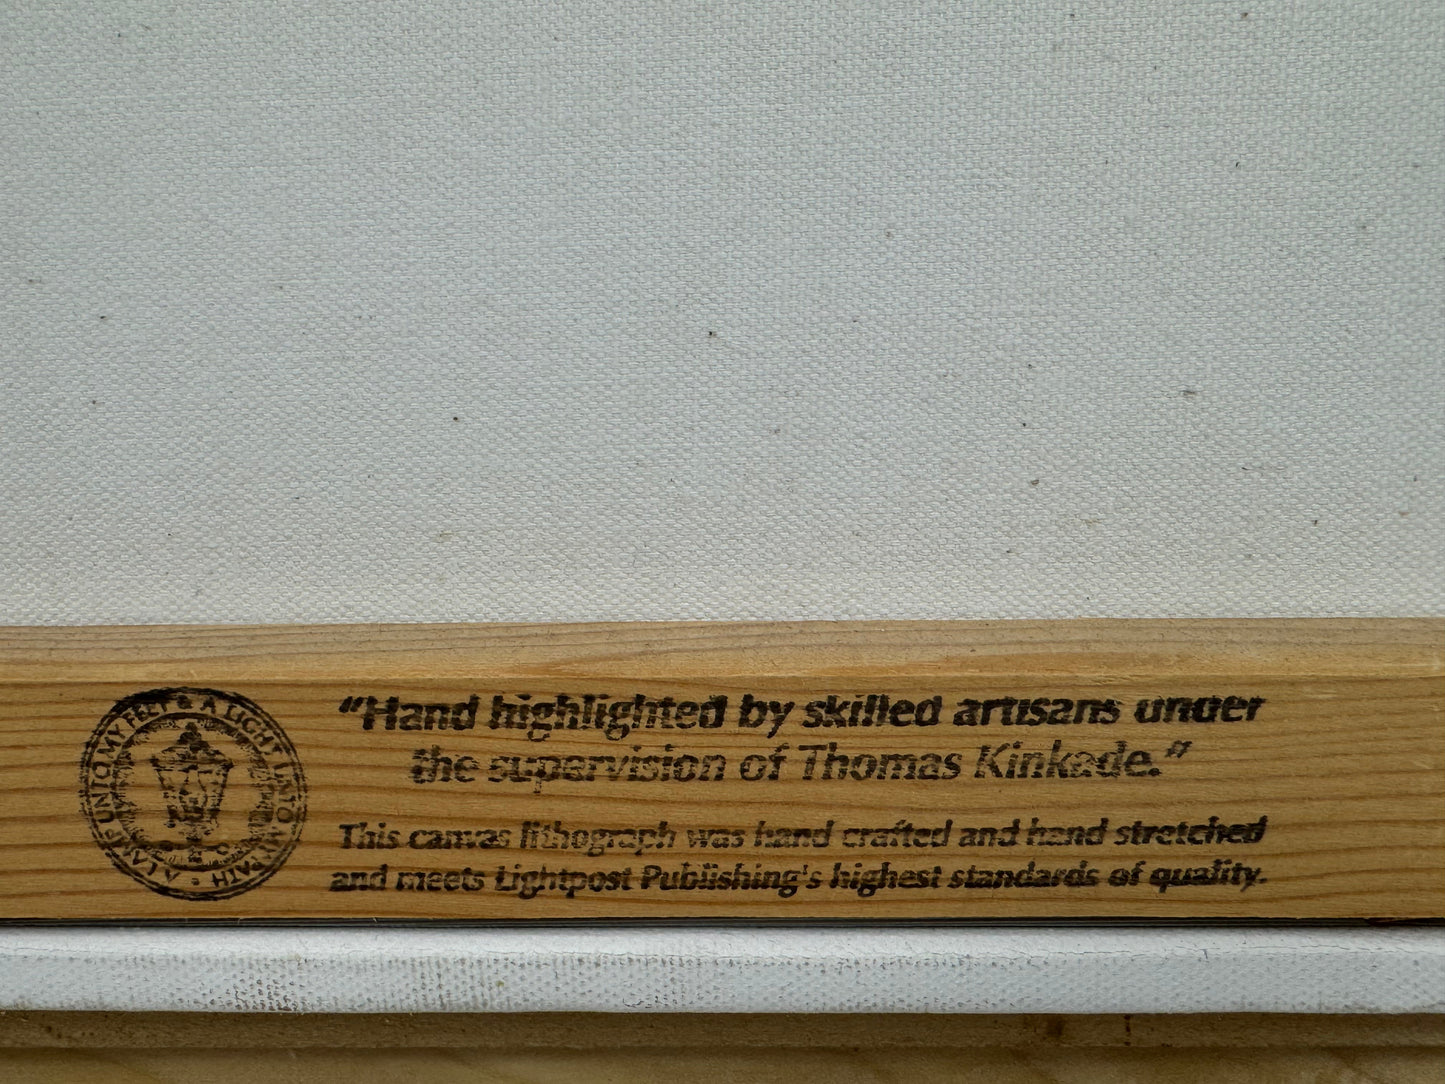 A LAMP UNTO MY FEET & A LIGHT UNTO MY PATH •
“Hand highlighted by skilled artisans under
the supervision of Thomas Kinkade.”
This canvas lithograph was hand crafted and hand stretched
and meets Lightpost Publishing's highest standards of quality.